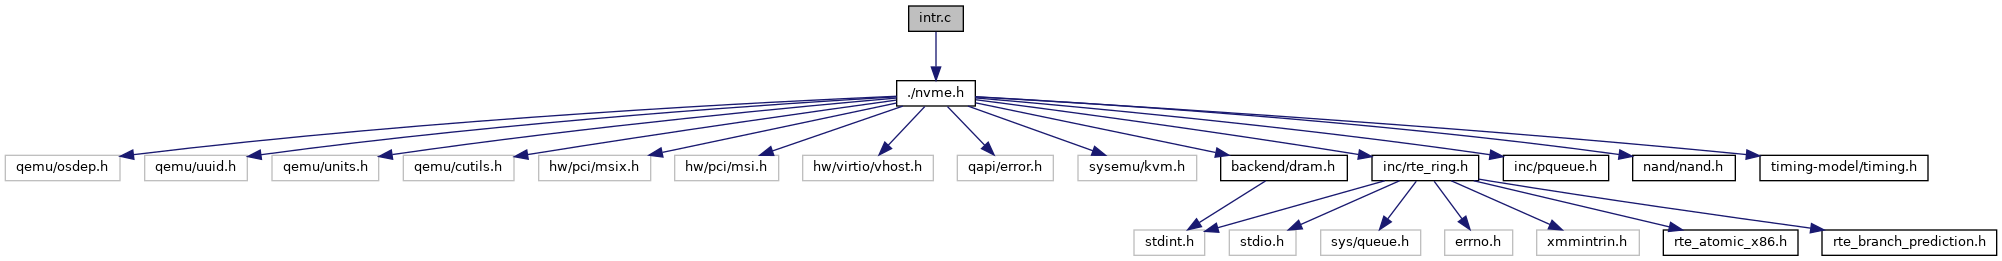 intr.c
./nvme.h
qemu/osdep.h
qemu/uuid.h
qemu/units.h
qemu/cutils.h
hw/pci/msix.h
hw/pci/msi.h
hw/virtio/vhost.h
qapi/error.h
sysemu/kvm.h
backend/dram.h
inc/rte_ring.h
inc/pqueue.h
nand/nand.h
timing-model/timing.h
stdint.h
stdio.h
sys/queue.h
errno.h
xmmintrin.h
rte_atomic_x86.h
rte_branch_prediction.h